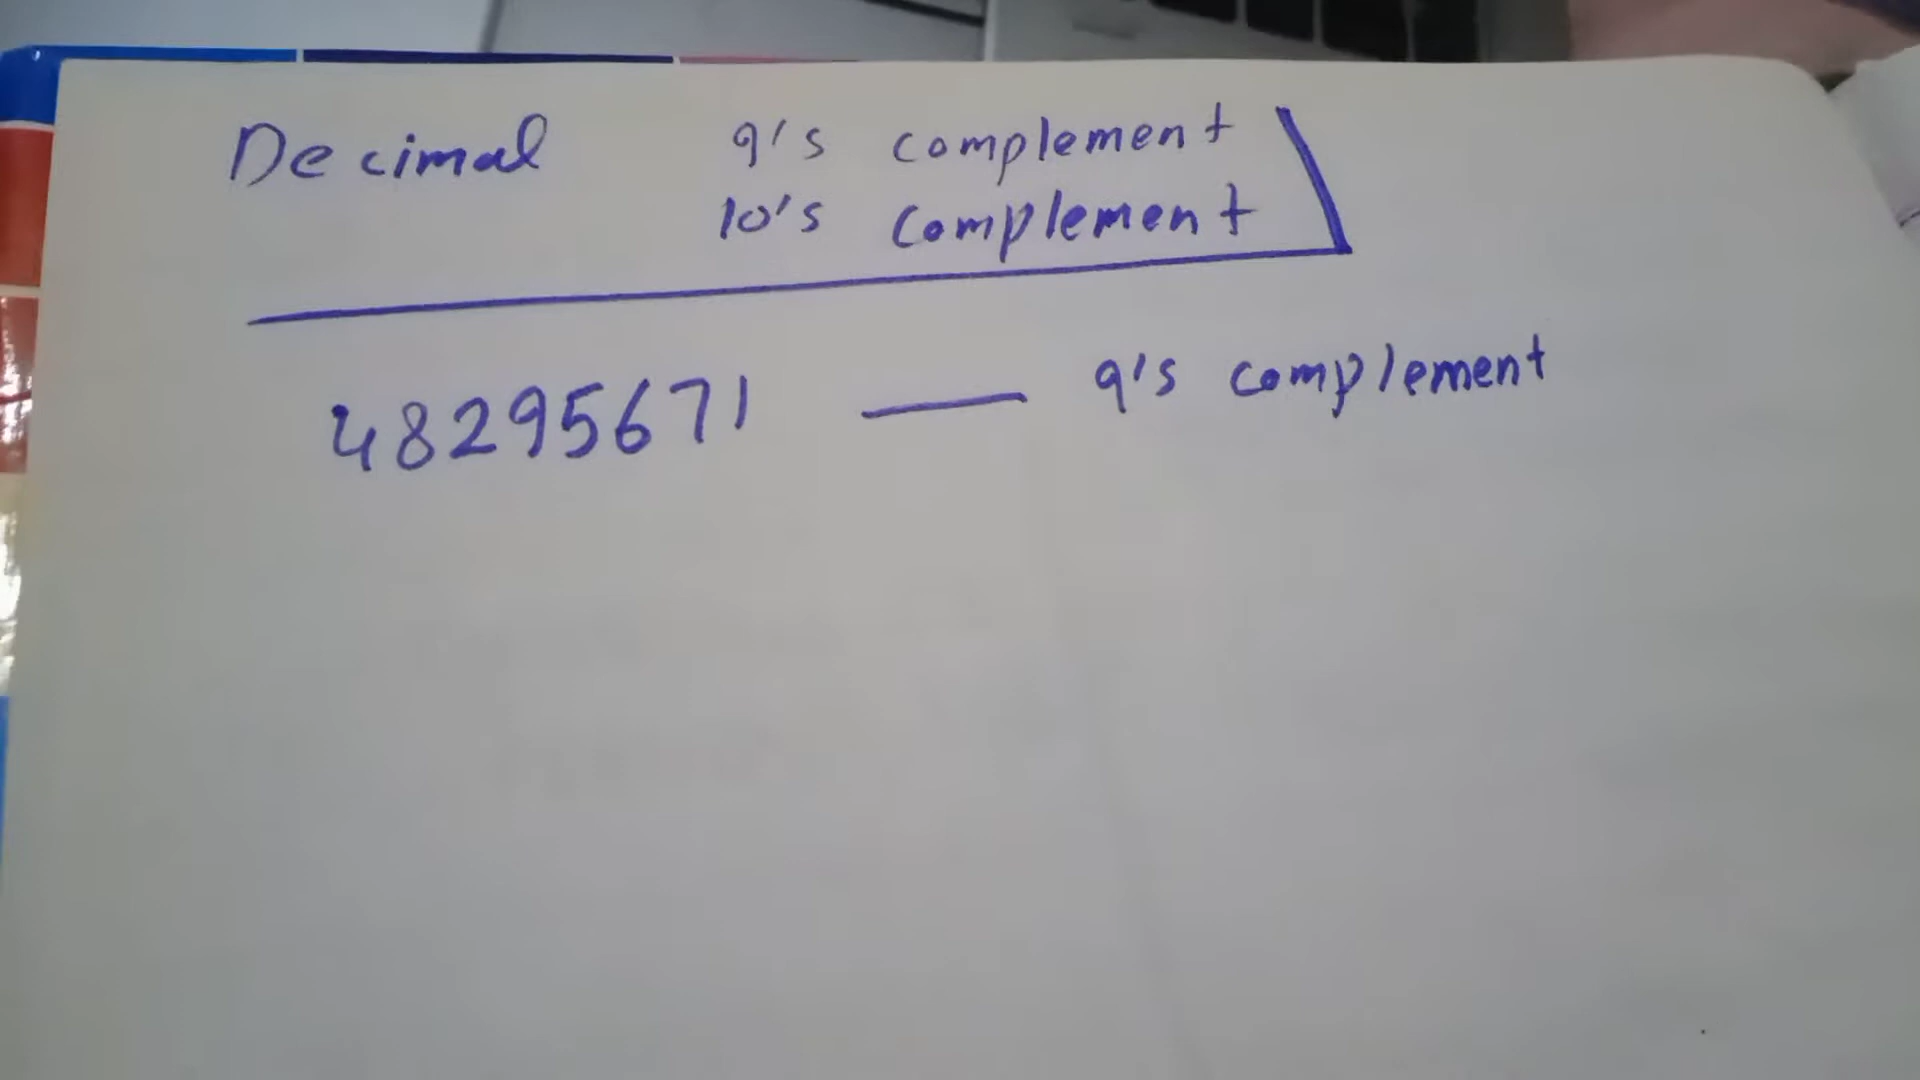 Decimal 9's complement
10's complement
48295671 — 9's complement